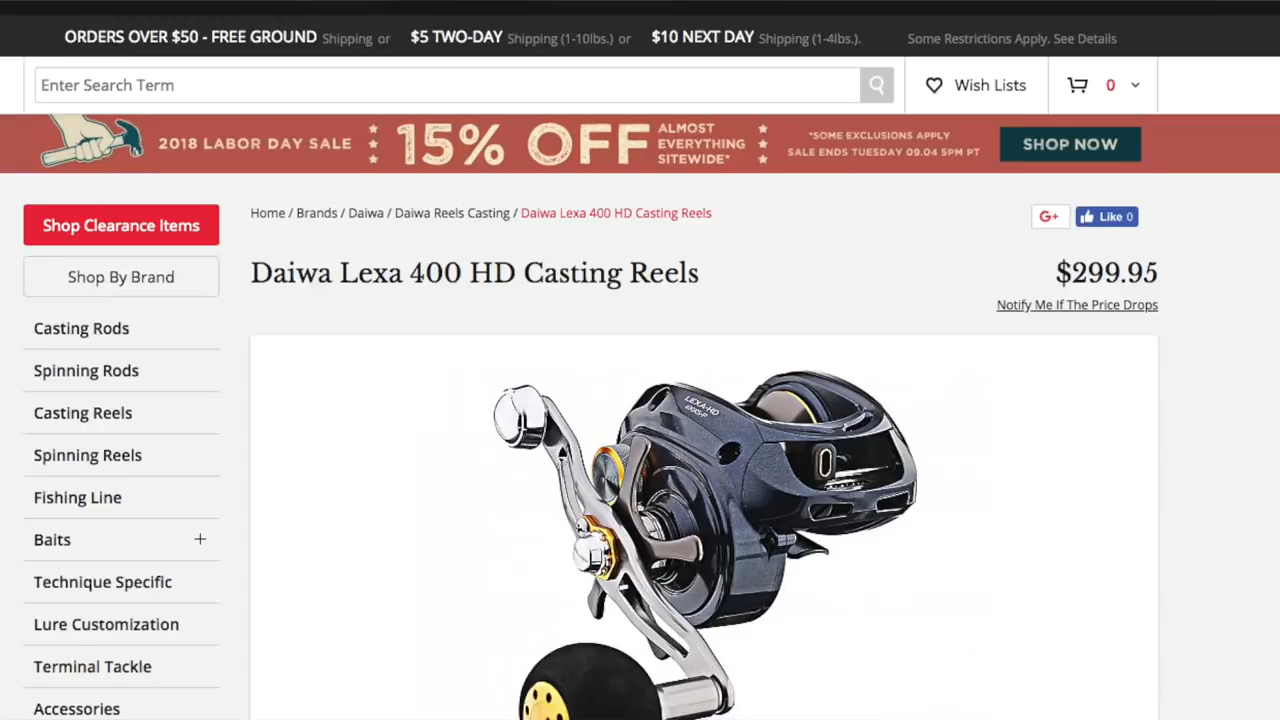 ORDERS OVER $50 - FREE GROUND Shipping or $5 TWO-DAY Shipping (1-10lbs.) or $10 NEXT DAY Shipping (1-4lbs.). Some Restrictions Apply. See Details
Enter Search Term
Wish Lists
0
2018 LABOR DAY SALE
15% OFF
ALMOST
EVERYTHING
SITEWIDE*
*SOME EXCLUSIONS APPLY
SALE ENDS TUESDAY 09.04 5PM PT
SHOP NOW
Shop Clearance Items
Shop By Brand
Casting Rods
Spinning Rods
Casting Reels
Spinning Reels
Fishing Line
Baits +
Technique Specific
Lure Customization
Terminal Tackle
Accessories
Home / Brands / Daiwa / Daiwa Reels Casting / Daiwa Lexa 400 HD Casting Reels
G+
Like 0
Daiwa Lexa 400 HD Casting Reels
$299.95
Notify Me If The Price Drops
LEXA-HD